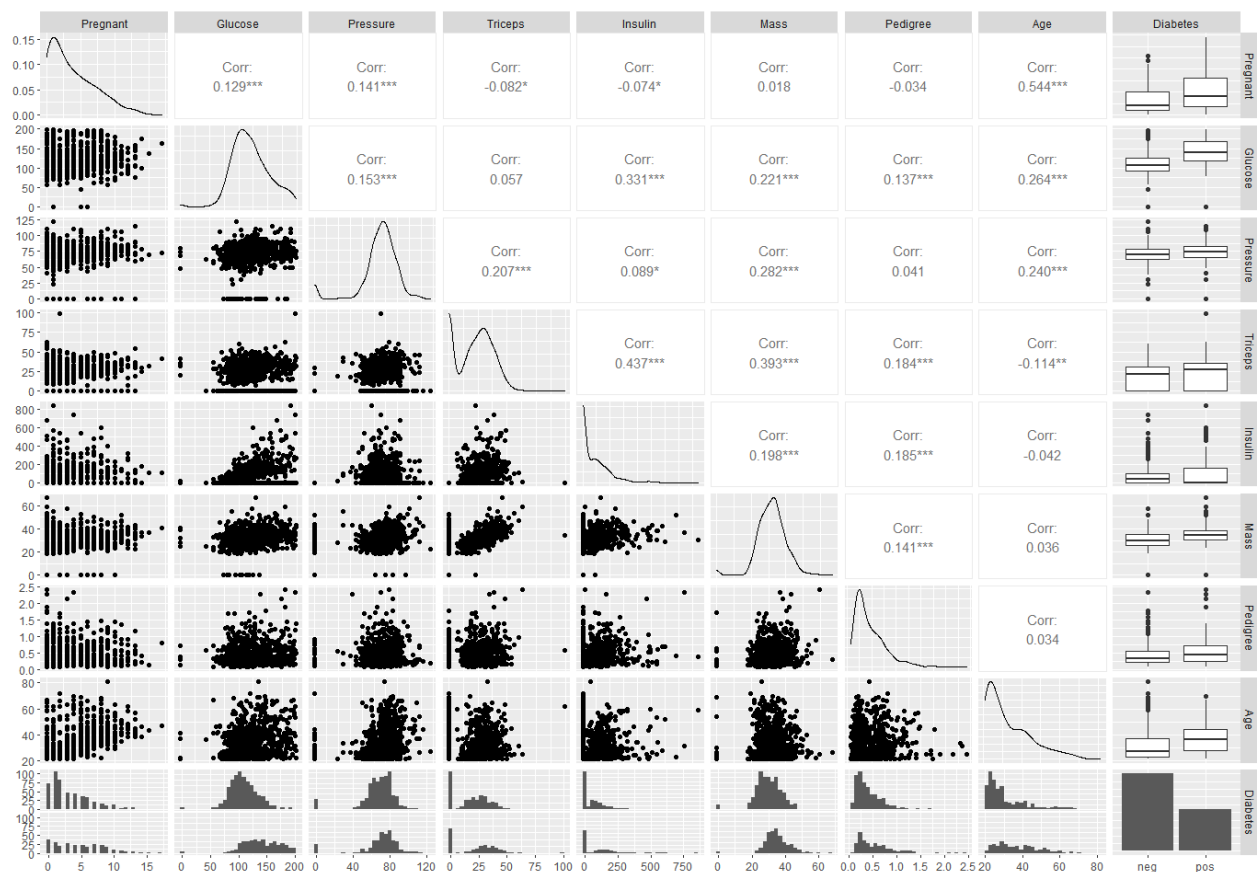 Pregnant Glucose Pressure Triceps Insulin Mass Pedigree Age Diabetes
0.15
0.10
0.05
0.00
Corr:
0.129***
Corr:
0.141***
Corr:
-0.082*
Corr:
-0.074*
Corr:
0.018
Corr:
-0.034
Corr:
0.544***
Pregnant
200
150
100
50
0
Corr:
0.153***
Corr:
0.057
Corr:
0.331***
Corr:
0.221***
Corr:
0.137***
Corr:
0.264***
Glucose
125
100
75
50
25
0
Corr:
0.207***
Corr:
0.089*
Corr:
0.282***
Corr:
0.041
Corr:
0.240***
Pressure
100
75
50
25
0
Corr:
0.437***
Corr:
0.393***
Corr:
0.184***
Corr:
-0.114**
Triceps
800
600
400
200
0
Corr:
0.198***
Corr:
0.185***
Corr:
-0.042
Insulin
60
40
20
0
Corr:
0.141***
Corr:
0.036
Mass
2.5
2.0
1.5
1.0
0.5
0.0
Corr:
0.034
Pedigree
80
60
40
20
Age
100
75
50
25
0
100
75
50
25
0
Diabetes
0 5 10 15 0 50 100 150 200 0 40 80 120 0 25 50 75 100 0 250 500 750 0 20 40 60 0.0 0.5 1.0 1.5 2.0 2.5 20 40 60 80 neg pos